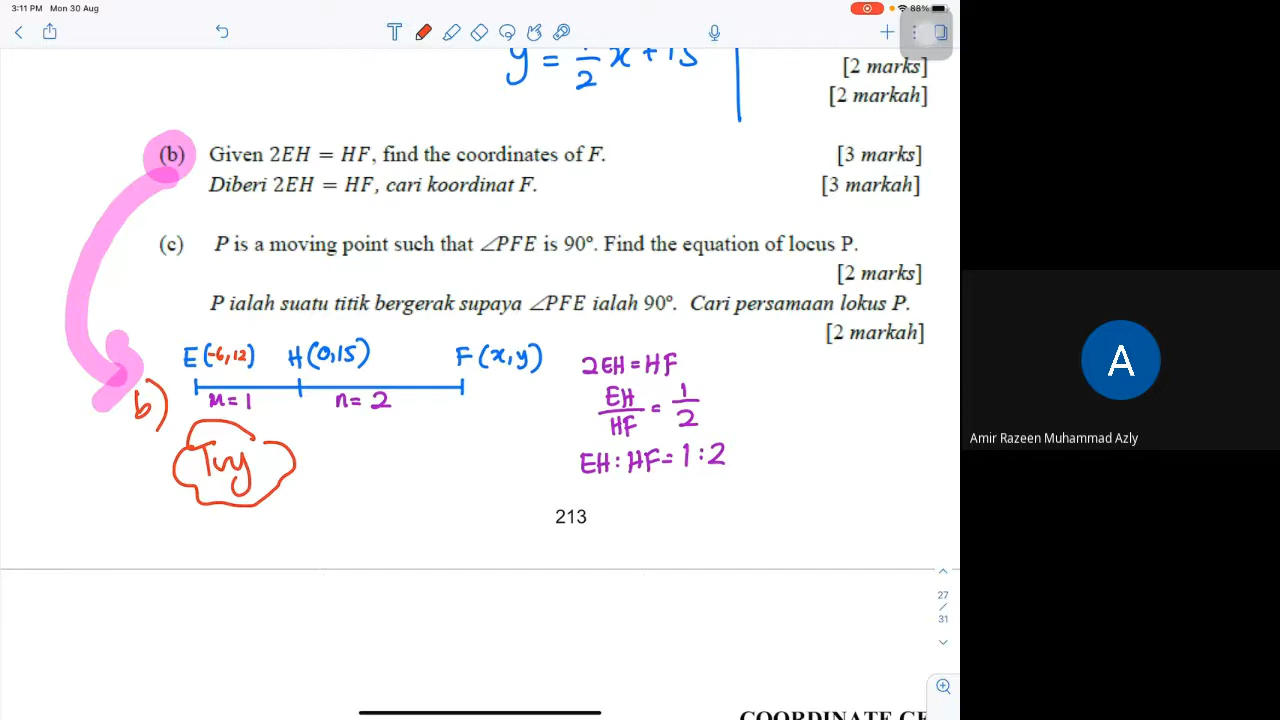 3:11 PM Mon 30 Aug
88%
y = 1/2 x + 15
[2 marks]
[2 markah]
(b) Given 2EH = HF, find the coordinates of F. [3 marks]
Diberi 2EH = HF, cari koordinat F. [3 markah]
(c) P is a moving point such that ∠PFE is 90°. Find the equation of locus P.
[2 marks]
P ialah suatu titik bergerak supaya ∠PFE ialah 90°. Cari persamaan lokus P.
[2 markah]
E(-6,12) H(0,15) F(x,y)
m=1 n=2
b)
Try
2EH=HF
EH/HF = 1/2
EH:HF=1:2
213
27
/
31
Amir Razeen Muhammad Azly
A